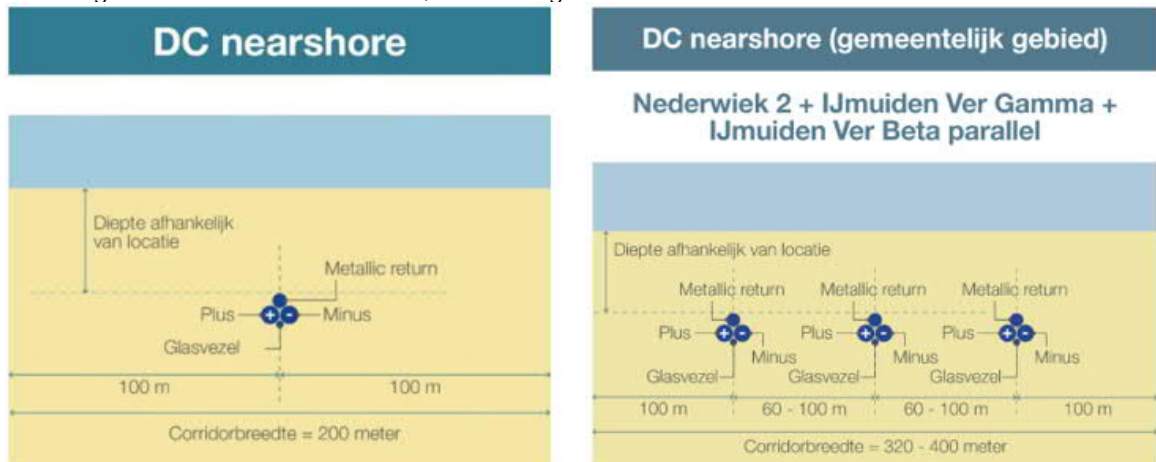 DC nearshore
Diepte afhankelijk
van locatie
Metallic return
Plus
+
-
Minus
Glasvezel
100 m
100 m
Corridorbreedte = 200 meter
DC nearshore (gemeentelijk gebied)
Nederwiek 2 + IJmuiden Ver Gamma +
IJmuiden Ver Beta parallel
Diepte afhankelijk van locatie
Metallic return
Metallic return
Metallic return
Plus
+
-
Plus
+
-
Plus
+
-
Minus
Minus
Minus
Glasvezel
Glasvezel
Glasvezel
100 m
60 - 100 m
60 - 100 m
100 m
Corridorbreedte = 320 - 400 meter